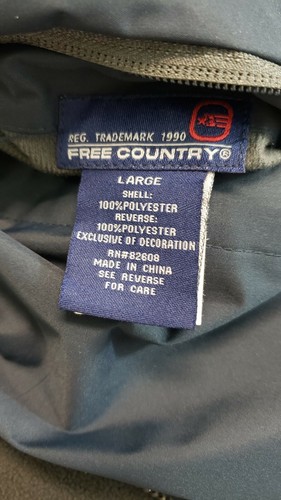 REG. TRADEMARK 1990
FREE COUNTRY®
LARGE
SHELL:
100%POLYESTER
REVERSE:
100%POLYESTER
EXCLUSIVE OF DECORATION
RN#82608
MADE IN CHINA
SEE REVERSE
FOR CARE